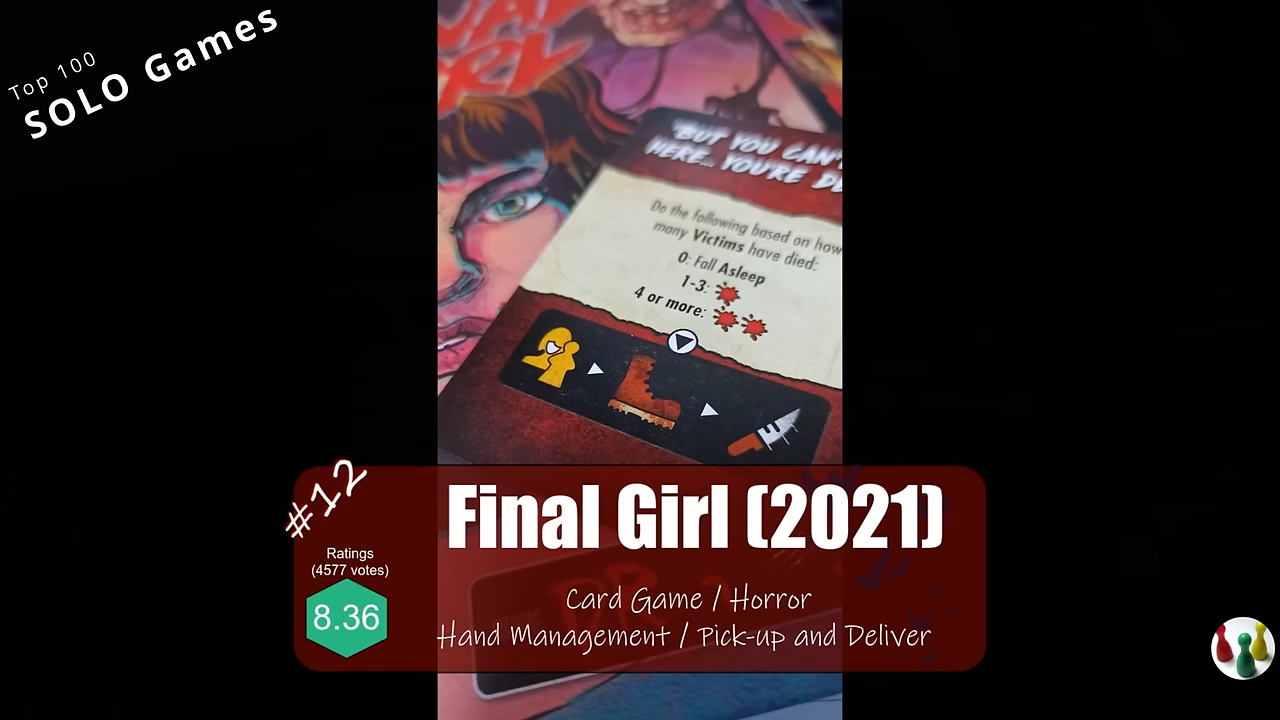 Top 100
SOLO Games
"BUT YOU CAN'
HERE... YOU'RE
Do the following based on how
many Victims have died:
0: Fall Asleep
1-3:
4 or more:
#12
Final Girl (2021)
Ratings
(4577 votes)
8.36
Card Game / Horror
Hand Management / Pick-up and Deliver